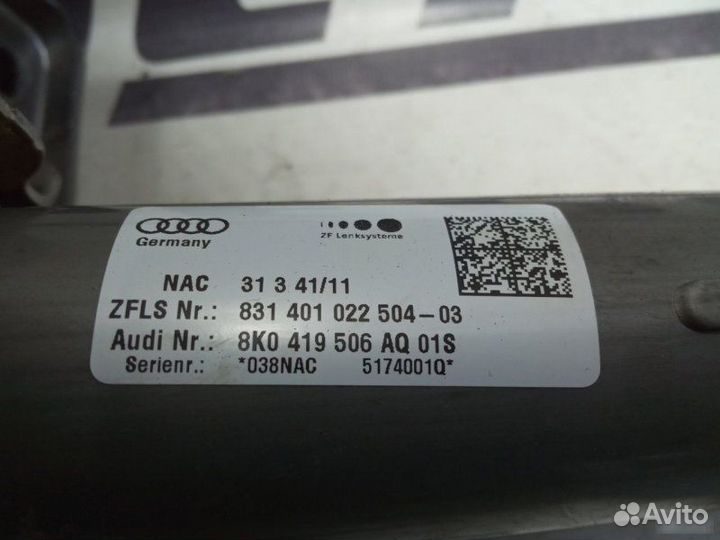 Germany
ZF Lenksysteme
NAC 31 3 41/11
ZFLS Nr.: 831 401 022 504-03
Audi Nr.: 8K0 419 506 AQ 01S
Serienr.: *038NAC 5174001Q*
Avito